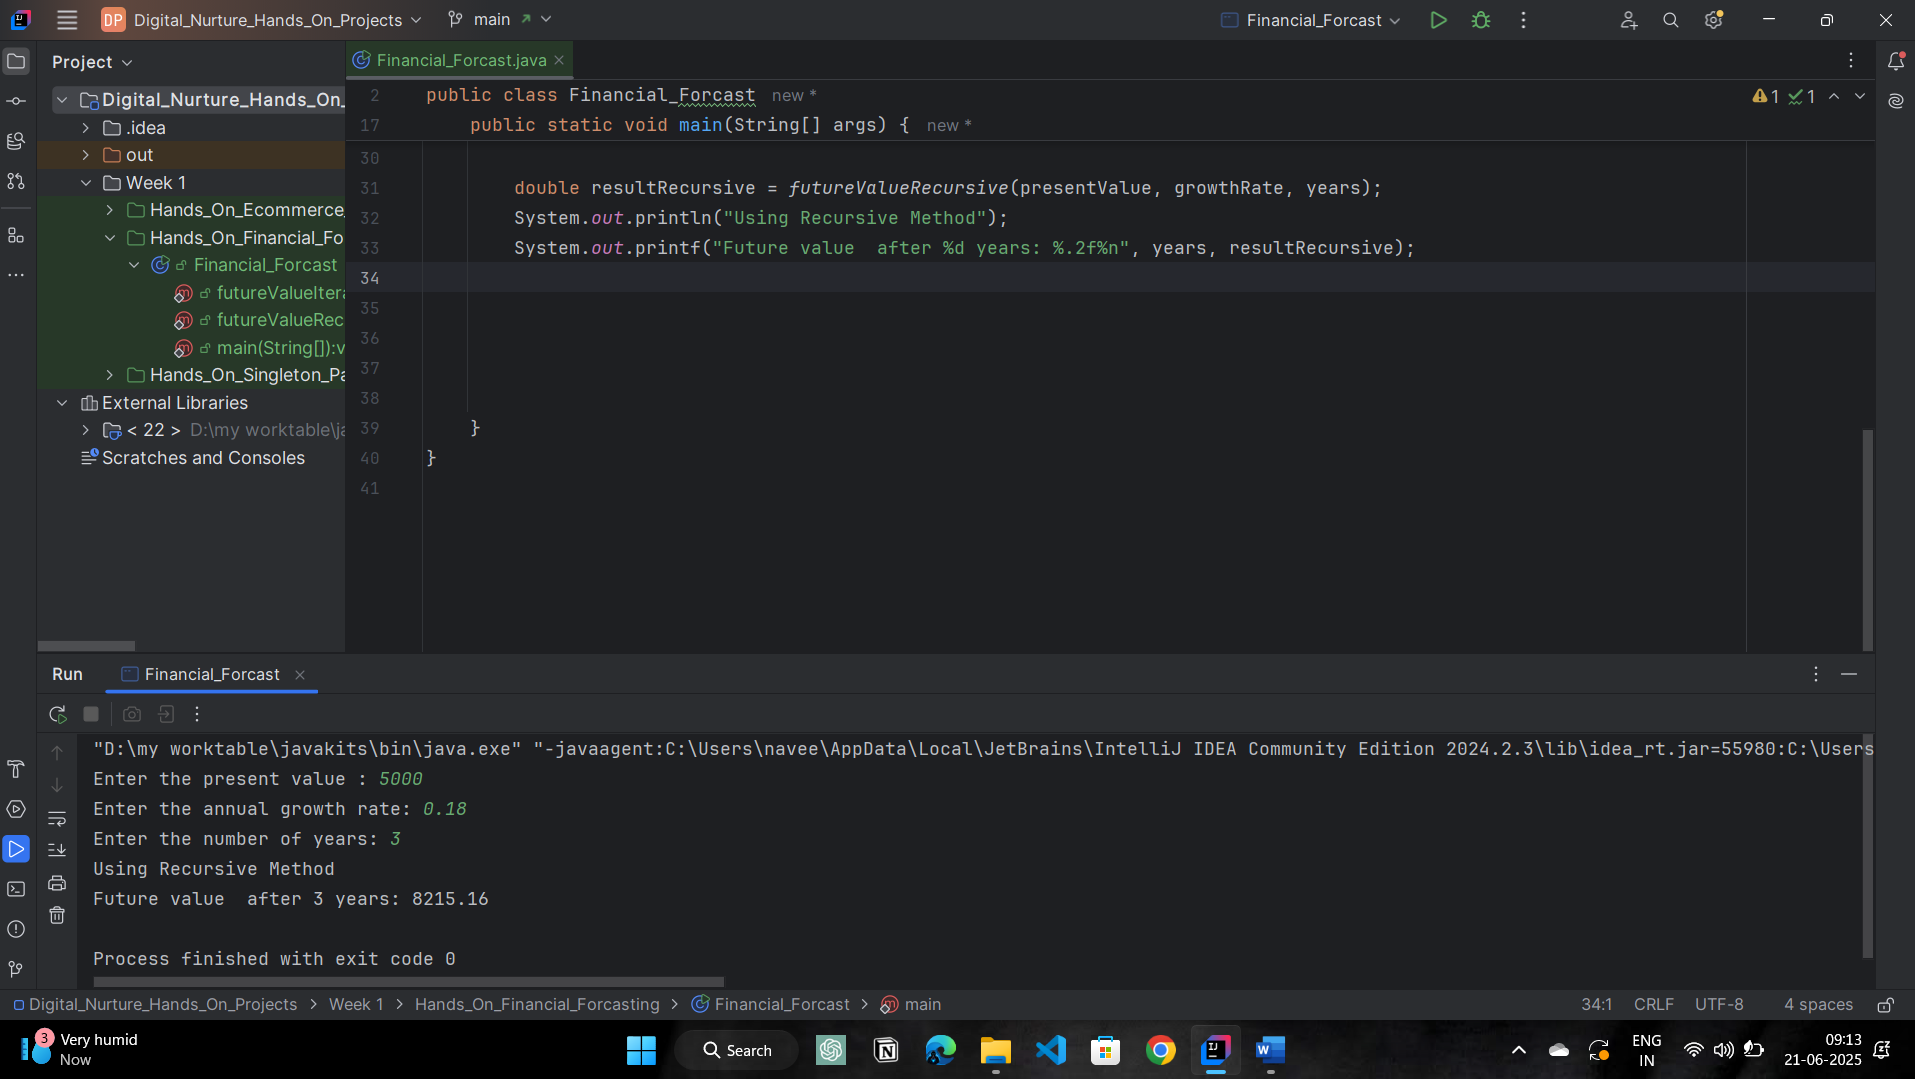 DP Digital_Nurture_Hands_On_Projects main Financial_Forcast
Project
Financial_Forcast.java
Digital_Nurture_Hands_On_
.idea
out
Week 1
Hands_On_Ecommerce_
Hands_On_Financial_Fo
Financial_Forcast
futureValueItera
futureValueRec
main(String[]):v
Hands_On_Singleton_Pa
External Libraries
< 22 > D:\my worktable\ja
Scratches and Consoles
2 public class Financial_Forcast new *
1 1
17 public static void main(String[] args) { new *
30
31 double resultRecursive = futureValueRecursive(presentValue, growthRate, years);
32 System.out.println("Using Recursive Method");
33 System.out.printf("Future value  after %d years: %.2f%n", years, resultRecursive);
34
35
36
37
38
39 }
40 }
41
Run Financial_Forcast
"D:\my worktable\javakits\bin\java.exe" "-javaagent:C:\Users\navee\AppData\Local\JetBrains\IntelliJ IDEA Community Edition 2024.2.3\lib\idea_rt.jar=55980:C:\Users
Enter the present value : 5000
Enter the annual growth rate: 0.18
Enter the number of years: 3
Using Recursive Method
Future value  after 3 years: 8215.16
Process finished with exit code 0
Digital_Nurture_Hands_On_Projects > Week 1 > Hands_On_Financial_Forcasting > Financial_Forcast > main 34:1 CRLF UTF-8 4 spaces
3 Very humid
Now
Search
ENG
IN
09:13
21-06-2025